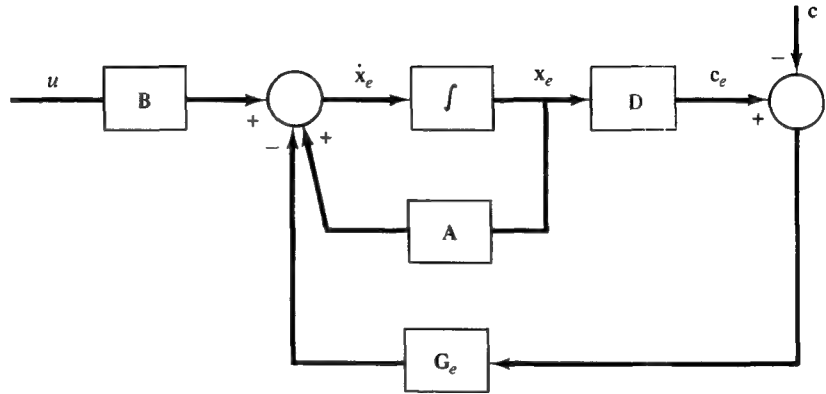 c
u
B
ẋₑ
∫
xₑ
D
cₑ
−
+
+
−
+
A
Gₑ